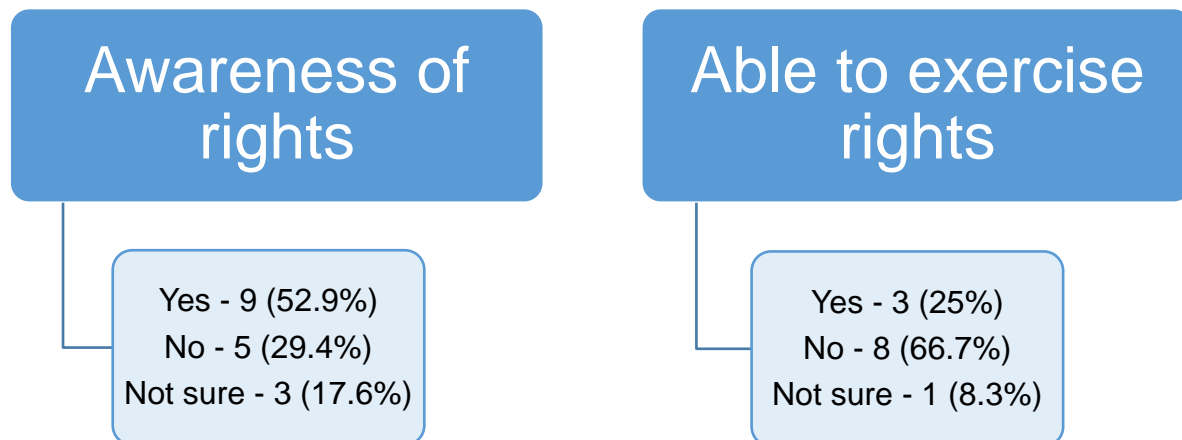 Awareness of
rights
Yes - 9 (52.9%)
No - 5 (29.4%)
Not sure - 3 (17.6%)
Able to exercise
rights
Yes - 3 (25%)
No - 8 (66.7%)
Not sure - 1 (8.3%)